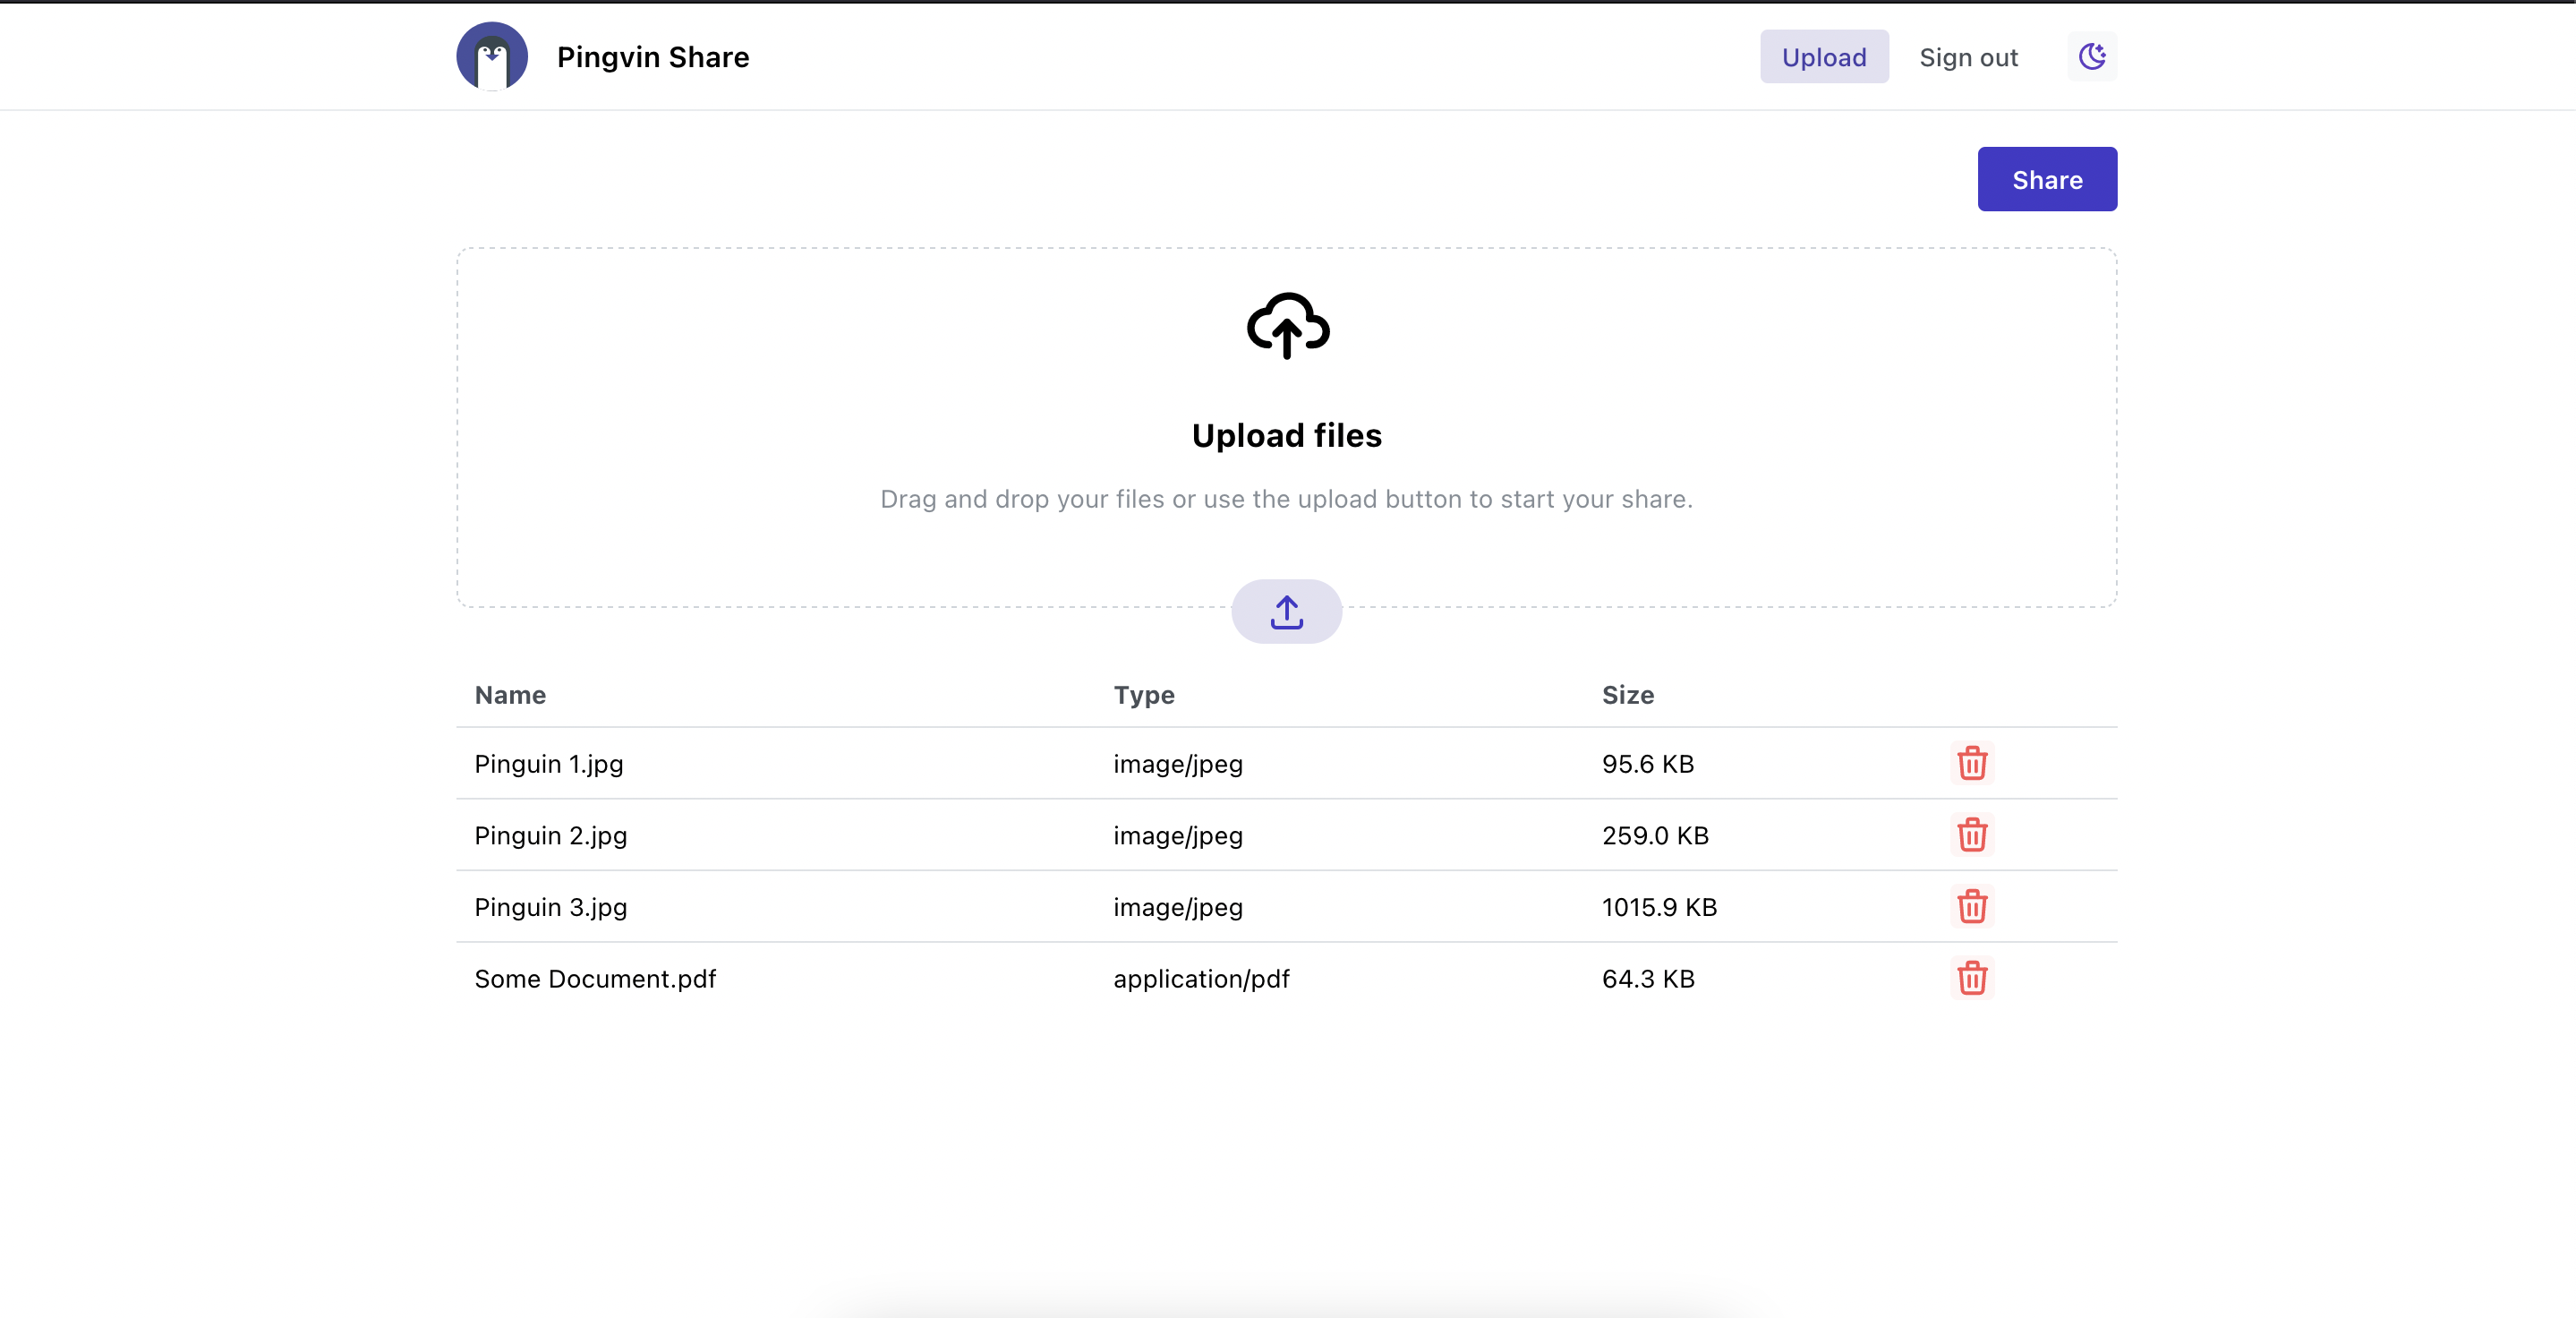 Pingvin Share
Upload
Sign out
Share
Upload files
Drag and drop your files or use the upload button to start your share.
Name Type Size
Pinguin 1.jpg image/jpeg 95.6 KB
Pinguin 2.jpg image/jpeg 259.0 KB
Pinguin 3.jpg image/jpeg 1015.9 KB
Some Document.pdf application/pdf 64.3 KB